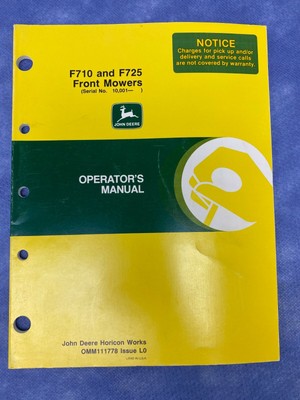 NOTICE
Charges for pick up and/or
delivery and service calls
are not covered by warranty.
F710 and F725
Front Mowers
(Serial No. 10,001— )
JOHN DEERE
OPERATOR'S
MANUAL
John Deere Horicon Works
OMM111778 Issue L0